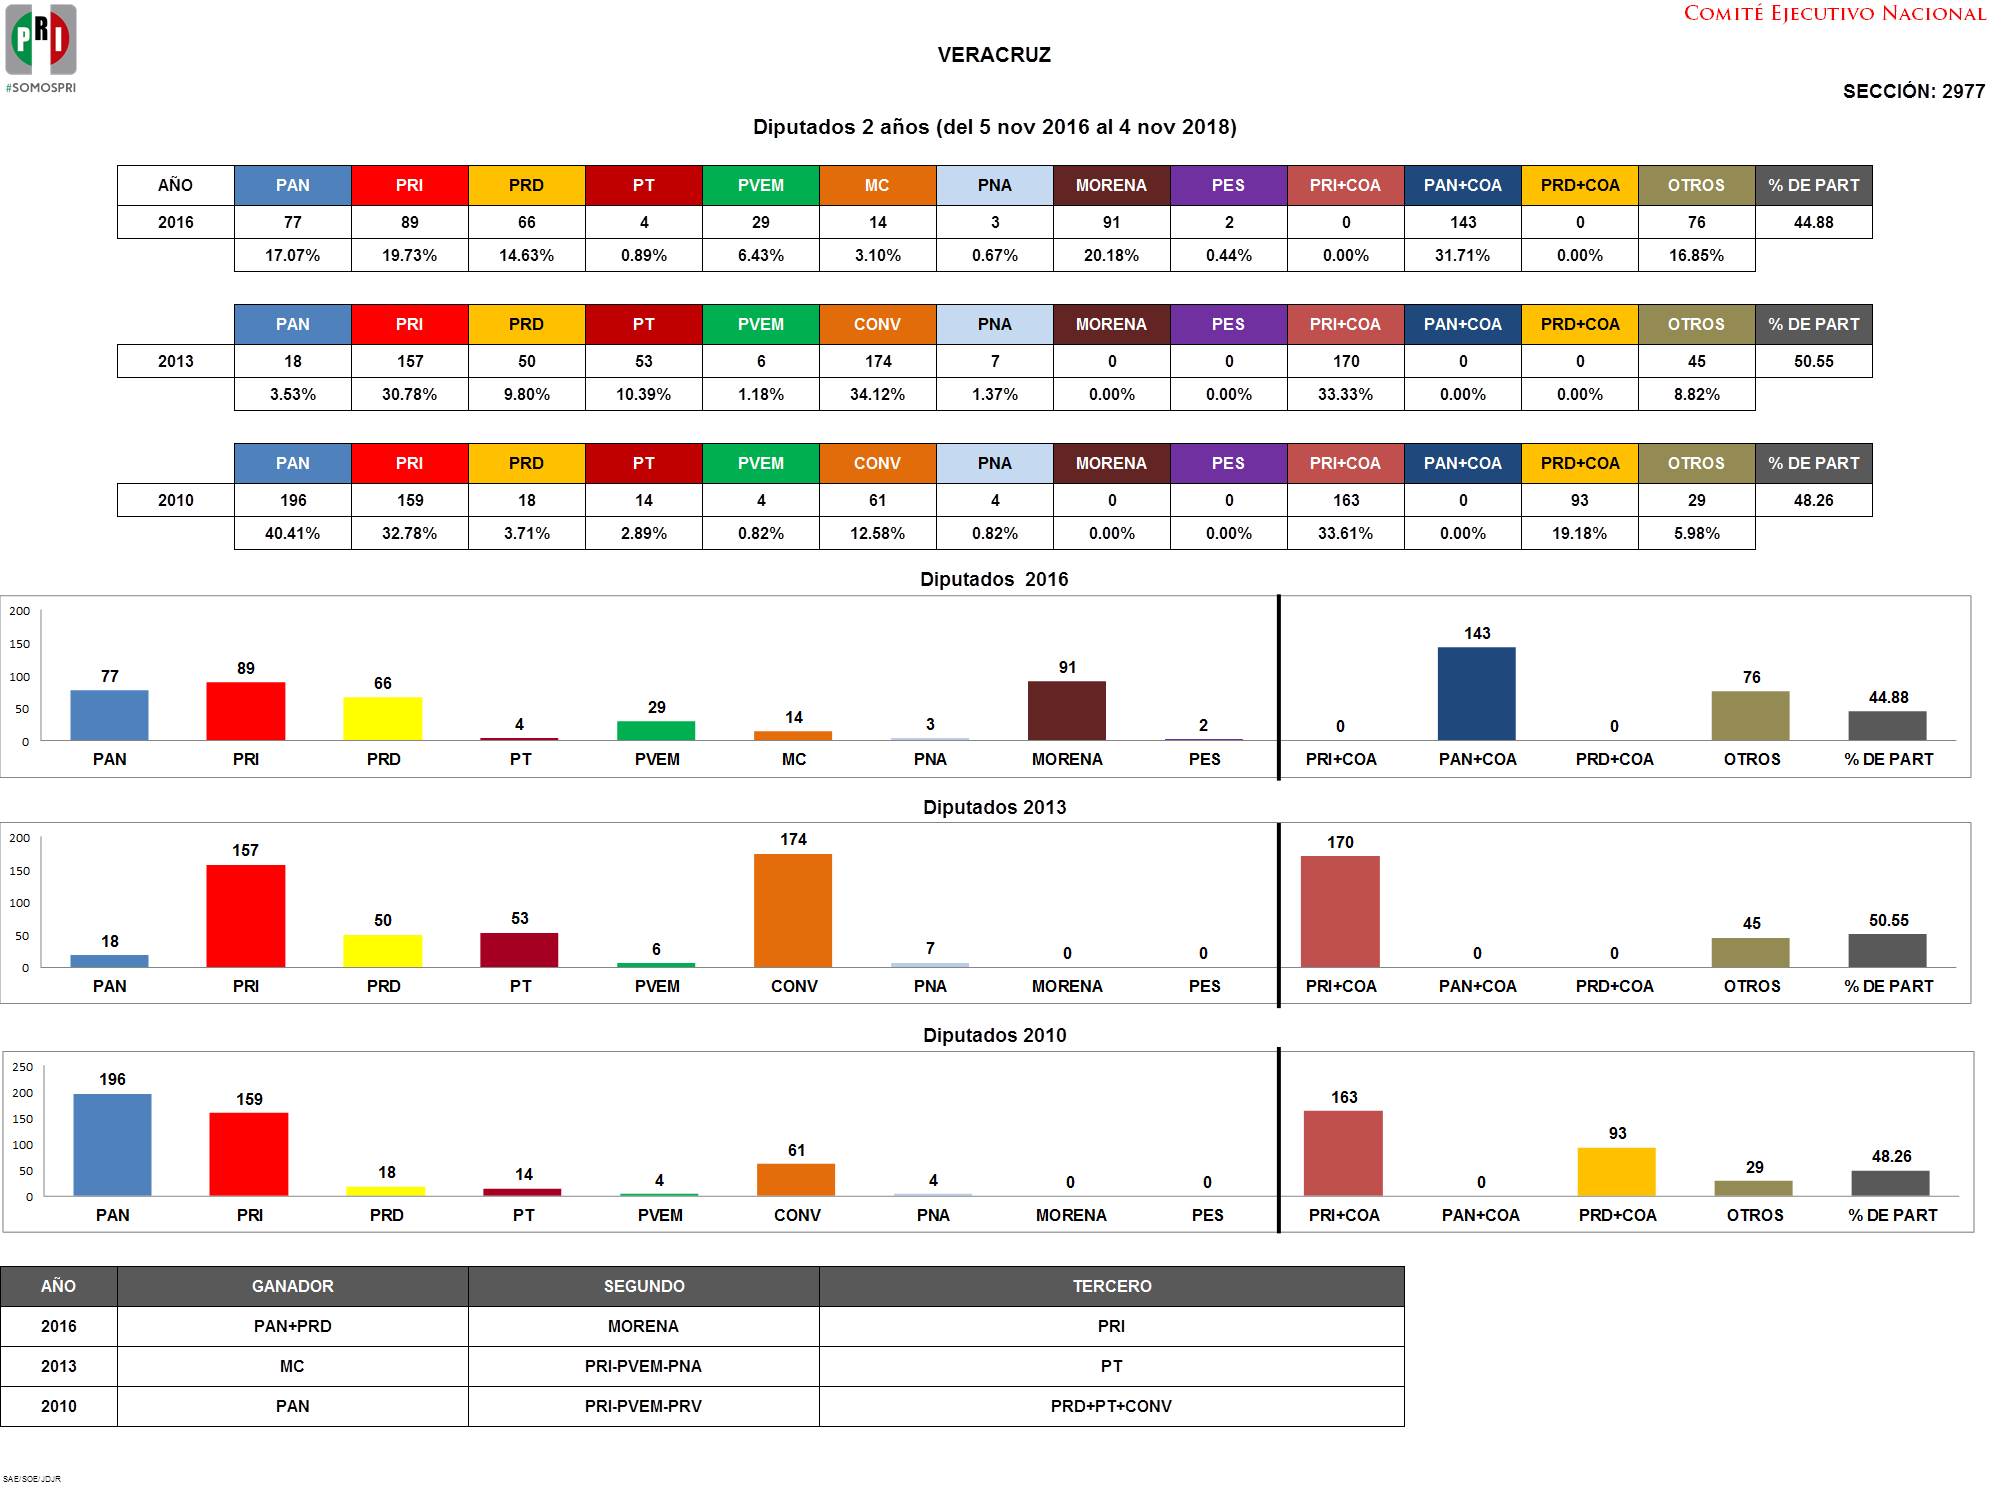 PRI
#SOMOSPRI
COMITÉ EJECUTIVO NACIONAL
VERACRUZ
SECCIÓN: 2977
Diputados 2 años (del 5 nov 2016 al 4 nov 2018)
AÑO PAN PRI PRD PT PVEM MC PNA MORENA PES PRI+COA PAN+COA PRD+COA OTROS % DE PART
2016 77 89 66 4 29 14 3 91 2 0 143 0 76 44.88
17.07% 19.73% 14.63% 0.89% 6.43% 3.10% 0.67% 20.18% 0.44% 0.00% 31.71% 0.00% 16.85%
PAN PRI PRD PT PVEM CONV PNA MORENA PES PRI+COA PAN+COA PRD+COA OTROS % DE PART
2013 18 157 50 53 6 174 7 0 0 170 0 0 45 50.55
3.53% 30.78% 9.80% 10.39% 1.18% 34.12% 1.37% 0.00% 0.00% 33.33% 0.00% 0.00% 8.82%
PAN PRI PRD PT PVEM CONV PNA MORENA PES PRI+COA PAN+COA PRD+COA OTROS % DE PART
2010 196 159 18 14 4 61 4 0 0 163 0 93 29 48.26
40.41% 32.78% 3.71% 2.89% 0.82% 12.58% 0.82% 0.00% 0.00% 33.61% 0.00% 19.18% 5.98%
Diputados 2016
200
150
100
50
0
77 89 66 4 29 14 3 91 2 0 143 0 76 44.88
PAN PRI PRD PT PVEM MC PNA MORENA PES PRI+COA PAN+COA PRD+COA OTROS % DE PART
Diputados 2013
200
150
100
50
0
18 157 50 53 6 174 7 0 0 170 0 0 45 50.55
PAN PRI PRD PT PVEM CONV PNA MORENA PES PRI+COA PAN+COA PRD+COA OTROS % DE PART
Diputados 2010
250
200
150
100
50
0
196 159 18 14 4 61 4 0 0 163 0 93 29 48.26
PAN PRI PRD PT PVEM CONV PNA MORENA PES PRI+COA PAN+COA PRD+COA OTROS % DE PART
AÑO GANADOR SEGUNDO TERCERO
2016 PAN+PRD MORENA PRI
2013 MC PRI-PVEM-PNA PT
2010 PAN PRI-PVEM-PRV PRD+PT+CONV
SAE/SOE/JDJR